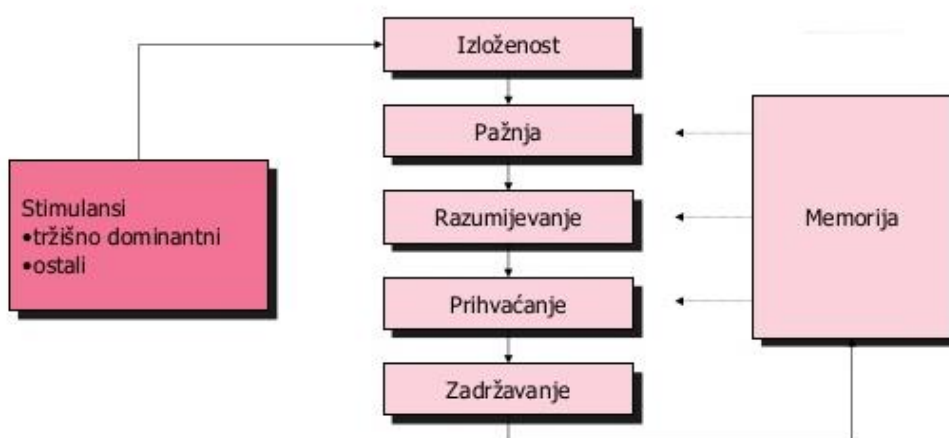 Izloženost
Pažnja
Stimulansi
•tržišno dominantni
•ostali
Razumijevanje
Memorija
Prihvaćanje
Zadržavanje